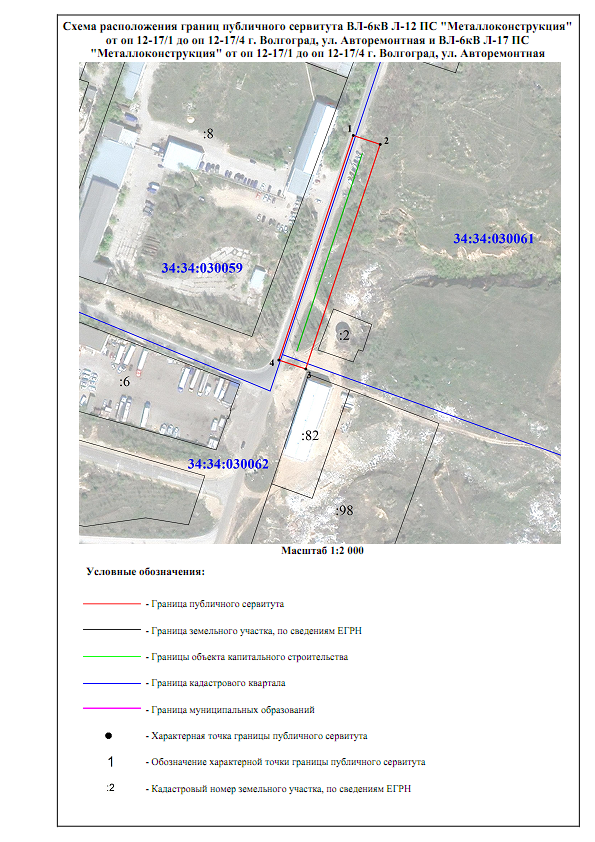 Схема расположения границ публичного сервитута ВЛ-6кВ Л-12 ПС "Металлоконструкция"
от оп 12-17/1 до оп 12-17/4 г. Волгоград, ул. Авторемонтная и ВЛ-6кВ Л-17 ПС
"Металлоконструкция" от оп 12-17/1 до оп 12-17/4 г. Волгоград, ул. Авторемонтная
:8
1
2
34:34:030061
34:34:030059
:2
4
3
:6
:82
34:34:030062
:98
Масштаб 1:2 000
Условные обозначения:
- Граница публичного сервитута
- Граница земельного участка, по сведениям ЕГРН
- Границы объекта капитального строительства
- Граница кадастрового квартала
- Граница муниципальных образований
- Характерная точка границы публичного сервитута
1 - Обозначение характерной точки границы публичного сервитута
:2 - Кадастровый номер земельного участка, по сведениям ЕГРН